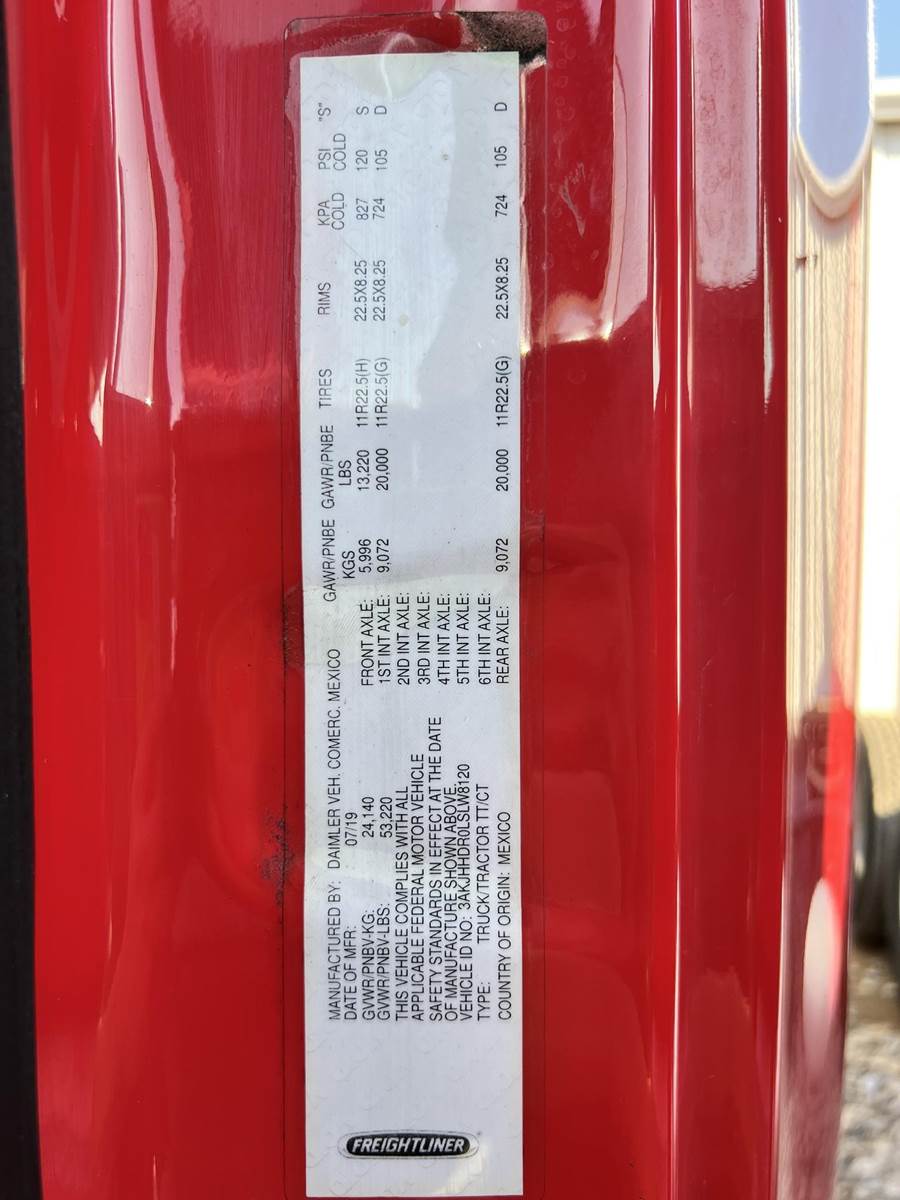 FREIGHTLINER
MANUFACTURED BY: DAIMLER VEH. COMERC. MEXICO
DATE OF MFR: 07/19
GVWR/PNBV-KG: 24,140
GVWR/PNBV-LBS: 53,220
THIS VEHICLE COMPLIES WITH ALL
APPLICABLE FEDERAL MOTOR VEHICLE
SAFETY STANDARDS IN EFFECT AT THE DATE
OF MANUFACTURE SHOWN ABOVE.
VEHICLE ID NO: 3AKJHHDR0LSLW8120
TYPE: TRUCK/TRACTOR TT/CT
COUNTRY OF ORIGIN: MEXICO
GAWR/PNBE GAWR/PNBE TIRES RIMS KPA PSI "S"
KGS LBS COLD COLD
FRONT AXLE: 5,996 13,220 11R22.5(H) 22.5X8.25 827 120 S
1ST INT AXLE: 9,072 20,000 11R22.5(G) 22.5X8.25 724 105 D
2ND INT AXLE:
3RD INT AXLE:
4TH INT AXLE:
5TH INT AXLE:
6TH INT AXLE:
REAR AXLE: 9,072 20,000 11R22.5(G) 22.5X8.25 724 105 D